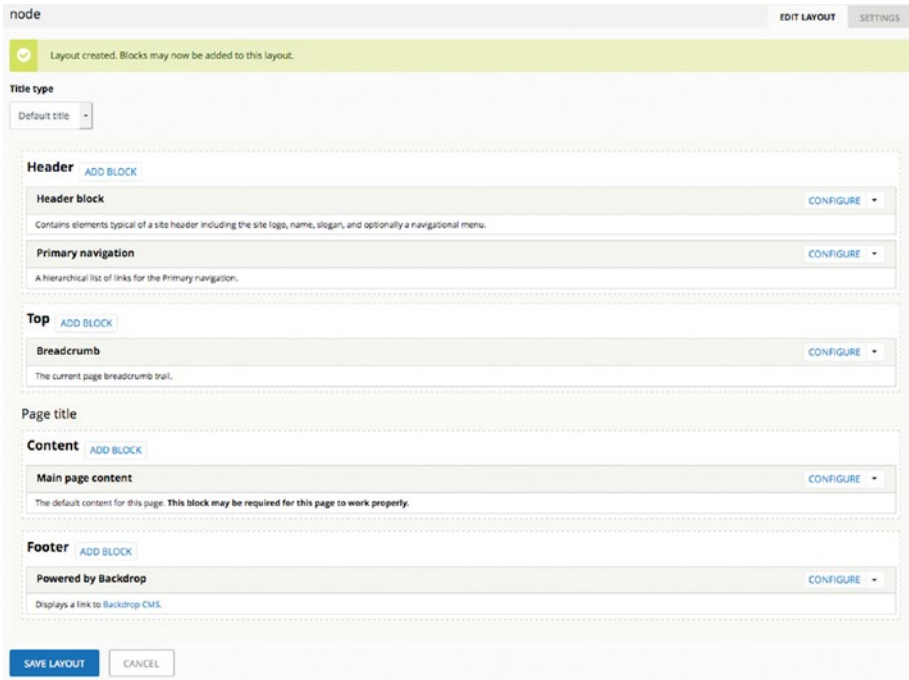 node
EDIT LAYOUT
SETTINGS
Layout created. Blocks may now be added to this layout.
Title type
Default title
Header ADD BLOCK
Header block CONFIGURE
Contains elements typical of a site header including the site logo, name, slogan, and optionally a navigational menu.
Primary navigation CONFIGURE
A hierarchical list of links for the Primary navigation.
Top ADD BLOCK
Breadcrumb CONFIGURE
The current page breadcrumb trail.
Page title
Content ADD BLOCK
Main page content CONFIGURE
The default content for this page. This block may be required for this page to work properly.
Footer ADD BLOCK
Powered by Backdrop CONFIGURE
Displays a link to Backdrop CMS.
SAVE LAYOUT CANCEL